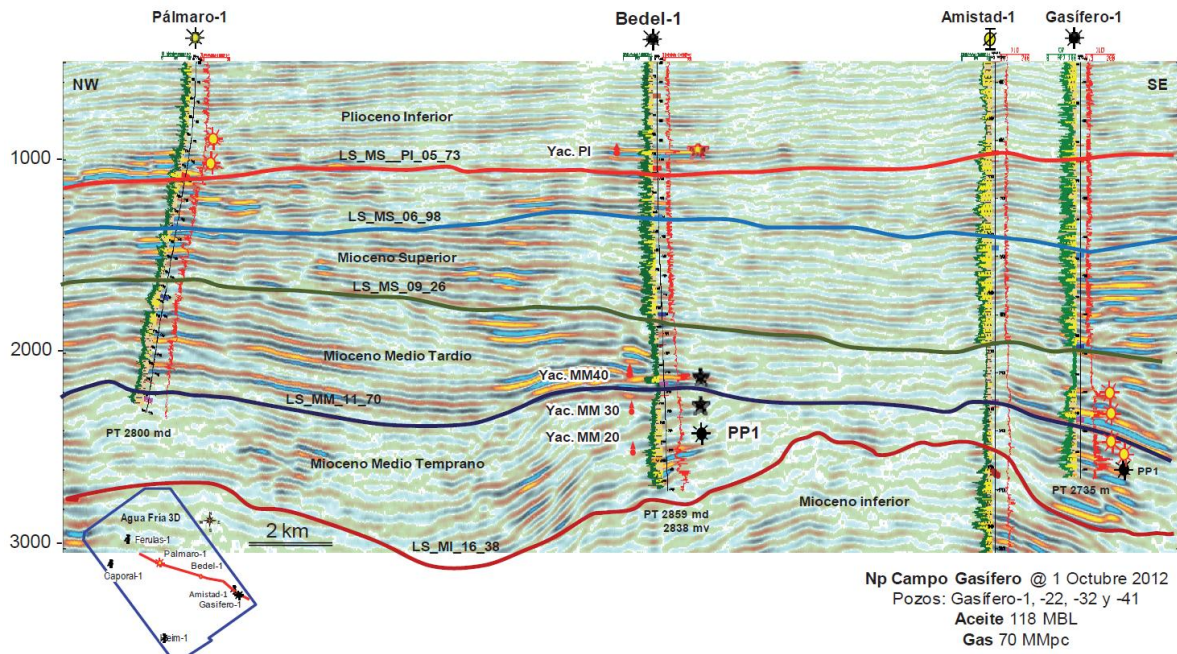 Pálmaro-1
Bedel-1
Amistad-1
Gasífero-1
NW
SE
Plioceno Inferior
1000
LS_MS__PI_05_73
Yac. PI
LS_MS_06_98
Mioceno Superior
LS_MS_09_26
2000
Mioceno Medio Tardio
Yac. MM40
LS_MM_11_70
Yac. MM 30
PT 2800 md
Yac. MM 20
PP1
PP1
Mioceno Medio Temprano
PT 2735 m
Mioceno inferior
PT 2859 md
2838 mv
3000
LS_MI_16_38
2 km
Agua Fria 3D
Ferulas-1
Pálmaro-1
Bedel-1
Caporal-1
Amistad-1
Gasifero-1
Np Campo Gasífero @ 1 Octubre 2012
Pozos: Gasífero-1, -22, -32 y -41
Aceite 118 MBL
Gas 70 MMpc